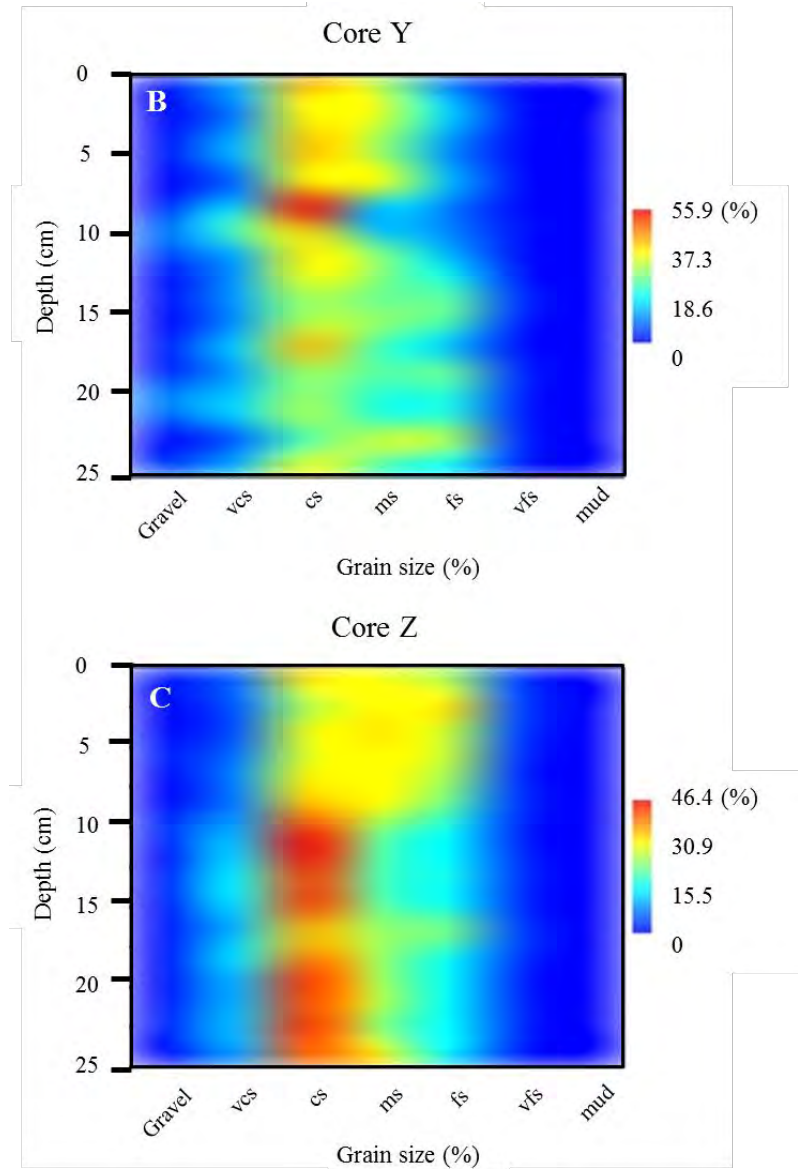 Core Y
B
0
5
10
15
20
25
Depth (cm)
55.9 (%)
37.3
18.6
0
Gravel
vcs
cs
ms
fs
vfs
mud
Grain size (%)
Core Z
C
0
5
10
15
20
25
Depth (cm)
46.4 (%)
30.9
15.5
0
Gravel
vcs
cs
ms
fs
vfs
mud
Grain size (%)